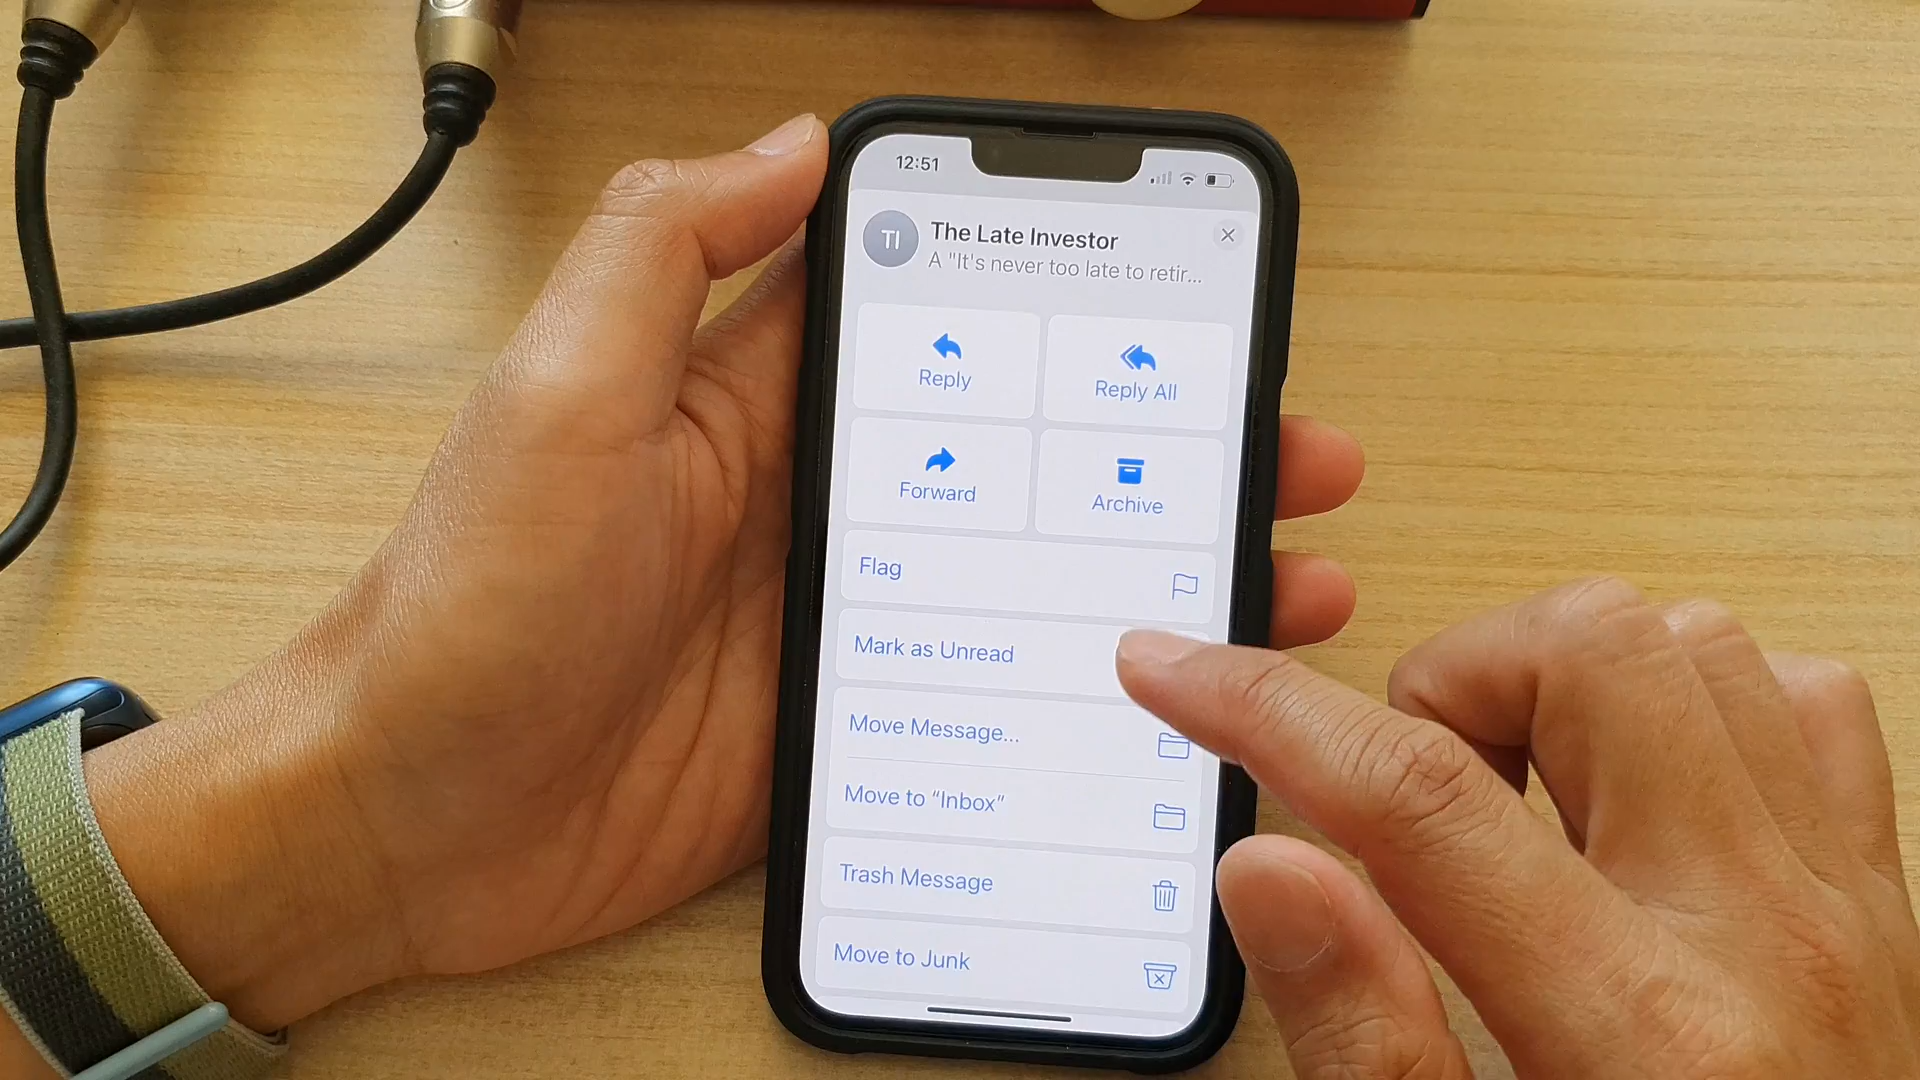 12:51
TI
The Late Investor
A "It's never too late to retir...
Reply
Reply All
Forward
Archive
Flag
Mark as Unread
Move Message...
Move to “Inbox”
Trash Message
Move to Junk